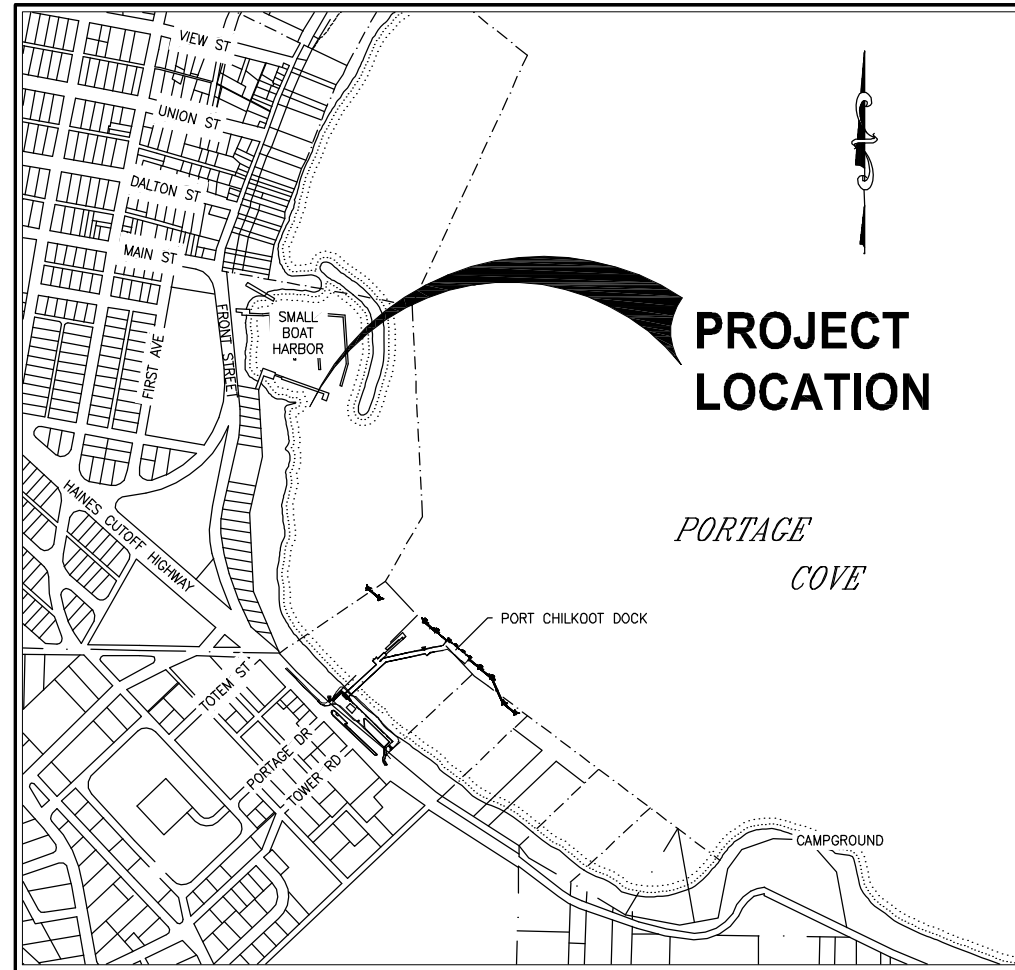 VIEW ST
UNION ST
DALTON ST
MAIN ST
FIRST AVE
FRONT STREET
SMALL
BOAT
HARBOR
PROJECT
LOCATION
HAINES CUTOFF HIGHWAY
PORTAGE
COVE
PORT CHILKOOT DOCK
TOTEM ST
PORTAGE DR
TOWER RD
CAMPGROUND